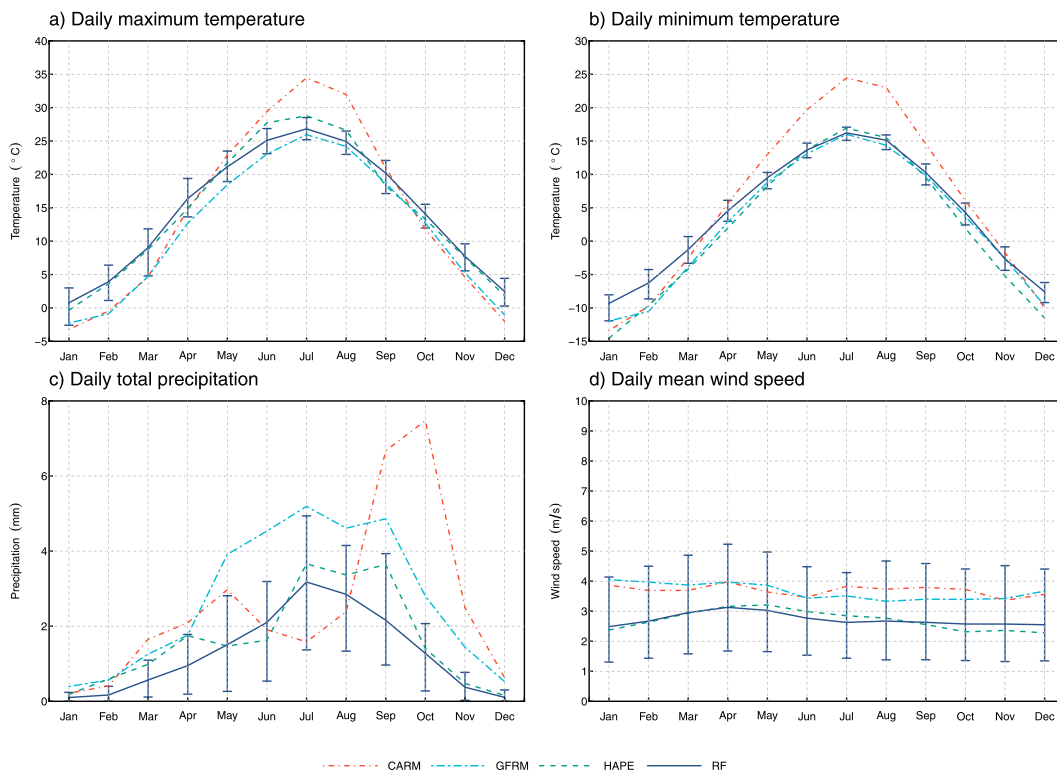 a) Daily maximum temperature
b) Daily minimum temperature
40
35
30
25
20
15
10
5
0
−5
Temperature (°C)
Jan Feb Mar Apr May Jun Jul Aug Sep Oct Nov Dec
30
25
20
15
10
5
0
−5
−10
−15
Temperature (°C)
Jan Feb Mar Apr May Jun Jul Aug Sep Oct Nov Dec
c) Daily total precipitation
d) Daily mean wind speed
8
6
4
2
0
Precipitation (mm)
Jan Feb Mar Apr May Jun Jul Aug Sep Oct Nov Dec
10
9
8
7
6
5
4
3
2
1
0
Wind speed (m/s)
Jan Feb Mar Apr May Jun Jul Aug Sep Oct Nov Dec
CARM GFRM HAPE RF